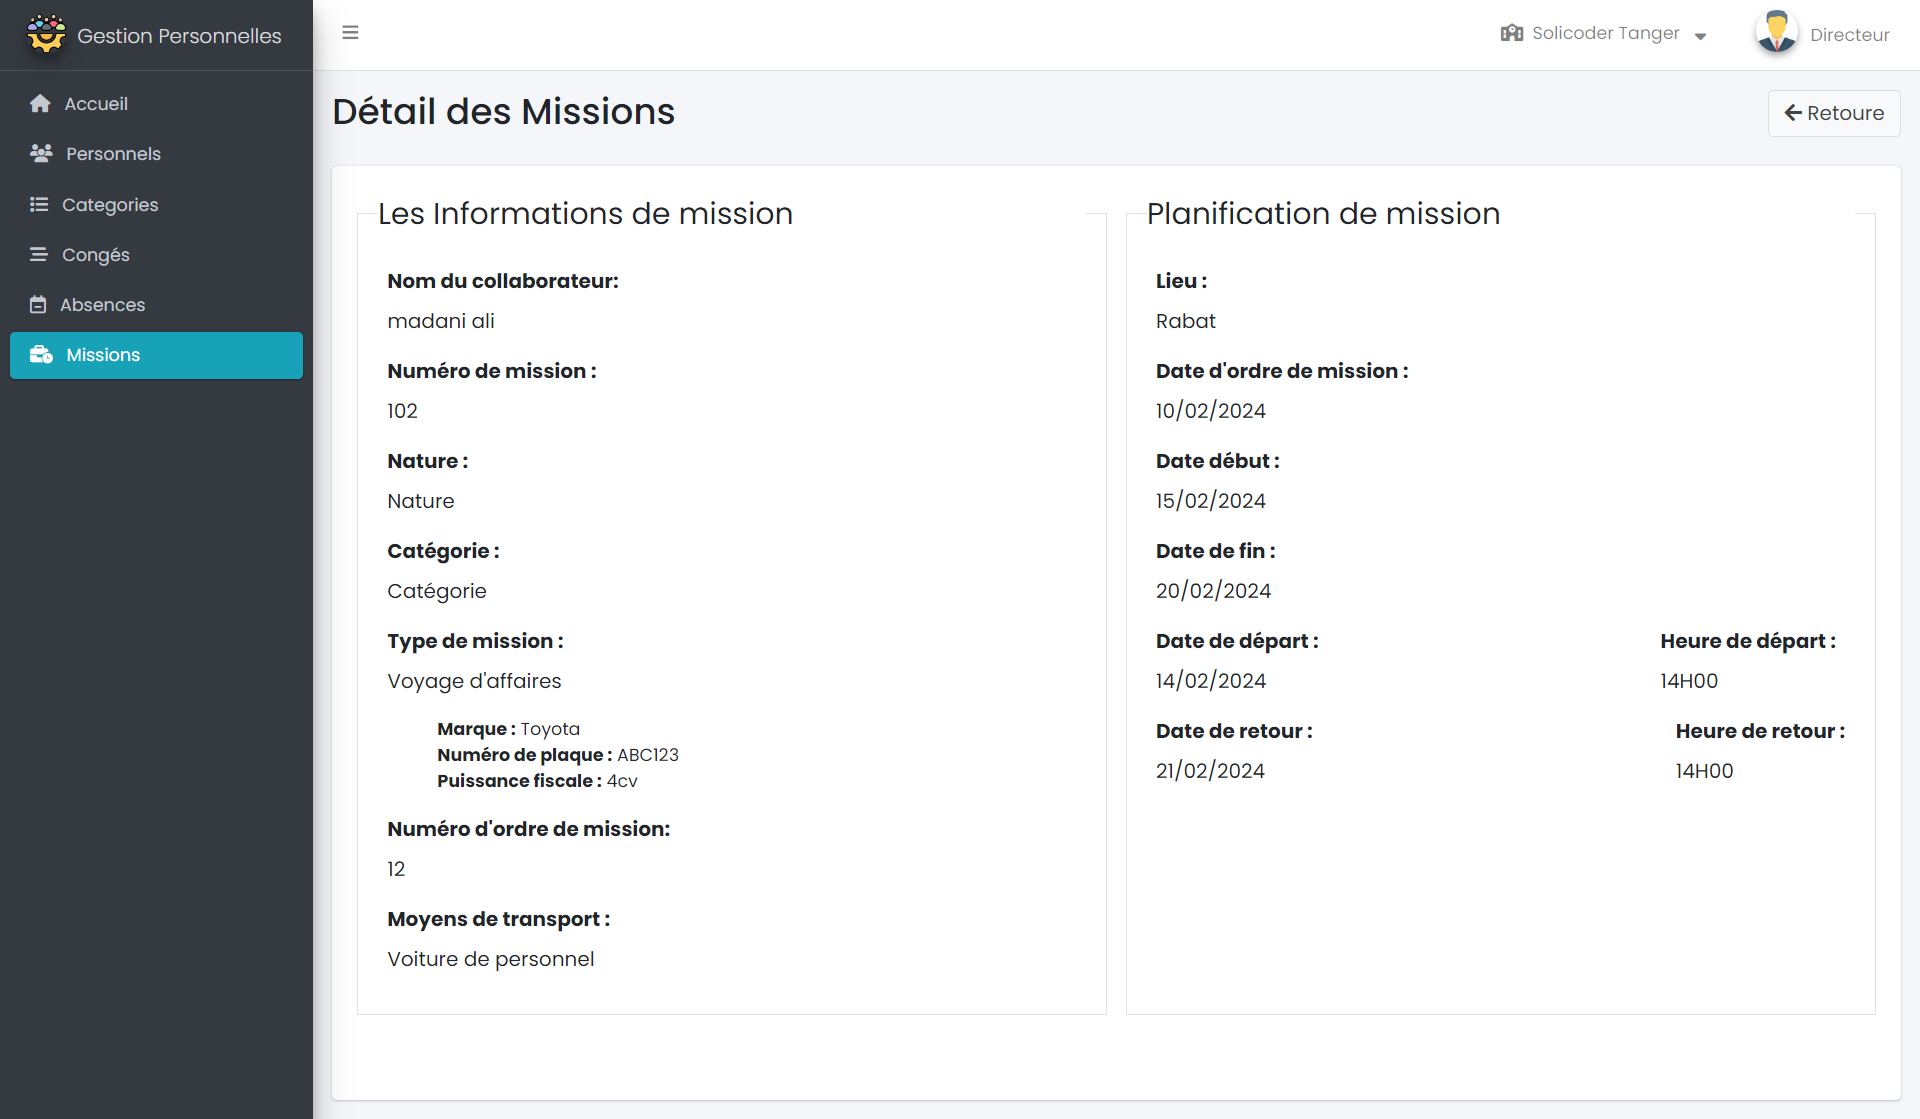 Gestion Personnelles
Solicoder Tanger
Directeur
Accueil
Personnels
Categories
Congés
Absences
Missions
Détail des Missions
Retoure
Les Informations de mission
Nom du collaborateur:
madani ali
Numéro de mission :
102
Nature :
Nature
Catégorie :
Catégorie
Type de mission :
Voyage d'affaires
Marque : Toyota
Numéro de plaque : ABC123
Puissance fiscale : 4cv
Numéro d'ordre de mission:
12
Moyens de transport :
Voiture de personnel
Planification de mission
Lieu :
Rabat
Date d'ordre de mission :
10/02/2024
Date début :
15/02/2024
Date de fin :
20/02/2024
Date de départ : Heure de départ :
14/02/2024 14H00
Date de retour : Heure de retour :
21/02/2024 14H00